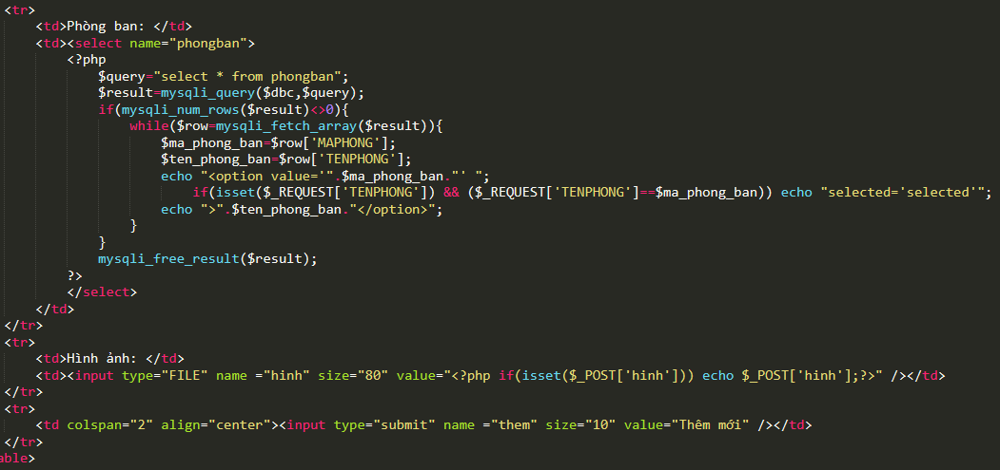 <tr>
<td>Phòng ban: </td>
<td><select name="phongban">
<?php
$query="select * from phongban";
$result=mysqli_query($dbc,$query);
if(mysqli_num_rows($result)<>0){
while($row=mysqli_fetch_array($result)){
$ma_phong_ban=$row['MAPHONG'];
$ten_phong_ban=$row['TENPHONG'];
echo "<option value='".$ma_phong_ban."' ";
if(isset($_REQUEST['TENPHONG']) && ($_REQUEST['TENPHONG']==$ma_phong_ban)) echo "selected='selected'";
echo ">".$ten_phong_ban."</option>";
}
}
mysqli_free_result($result);
?>
</select>
</td>
</tr>
<tr>
<td>Hình ảnh: </td>
<td><input type="FILE" name ="hinh" size="80" value="<?php if(isset($_POST['hinh'])) echo $_POST['hinh'];?>" /></td>
</tr>
<tr>
<td colspan="2" align="center"><input type="submit" name ="them" size="10" value="Thêm mới" /></td>
</tr>
able>